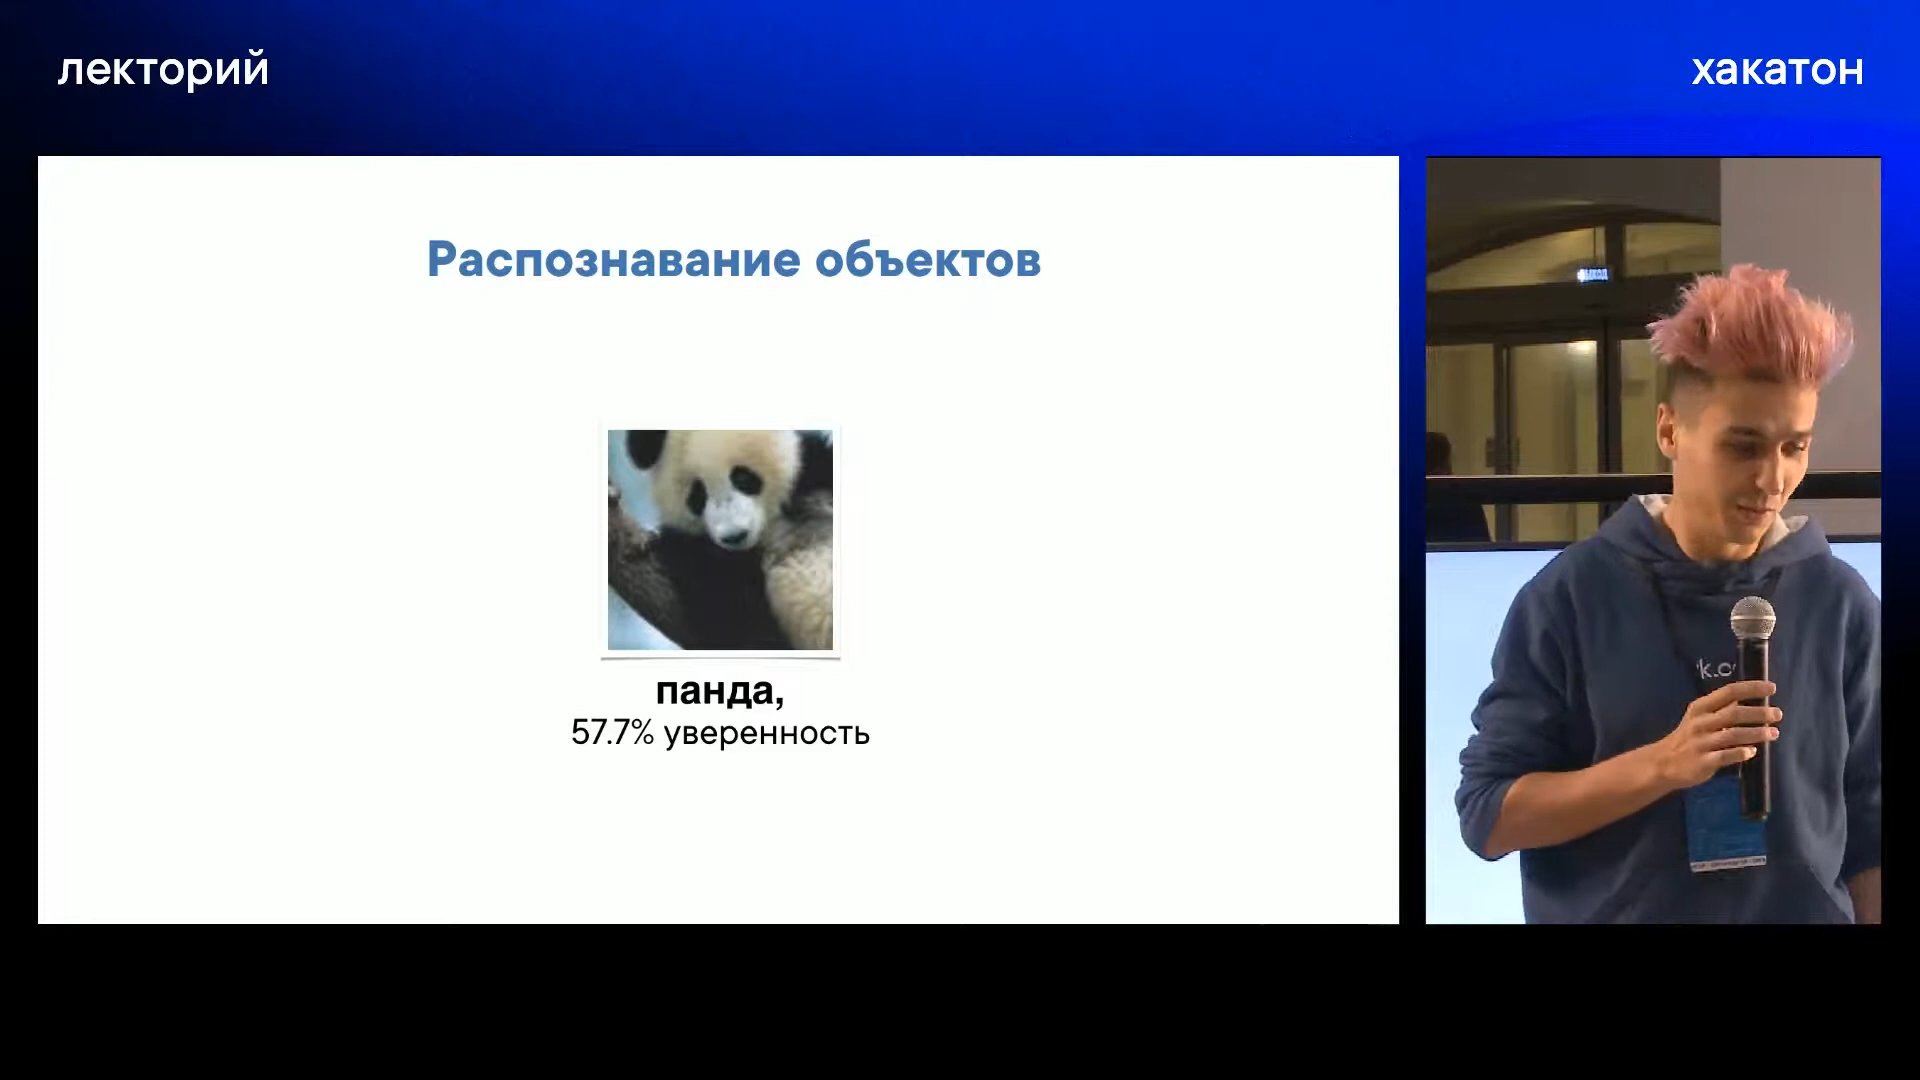 лекторий
хакатон
Распознавание объектов
панда,
57.7% уверенность